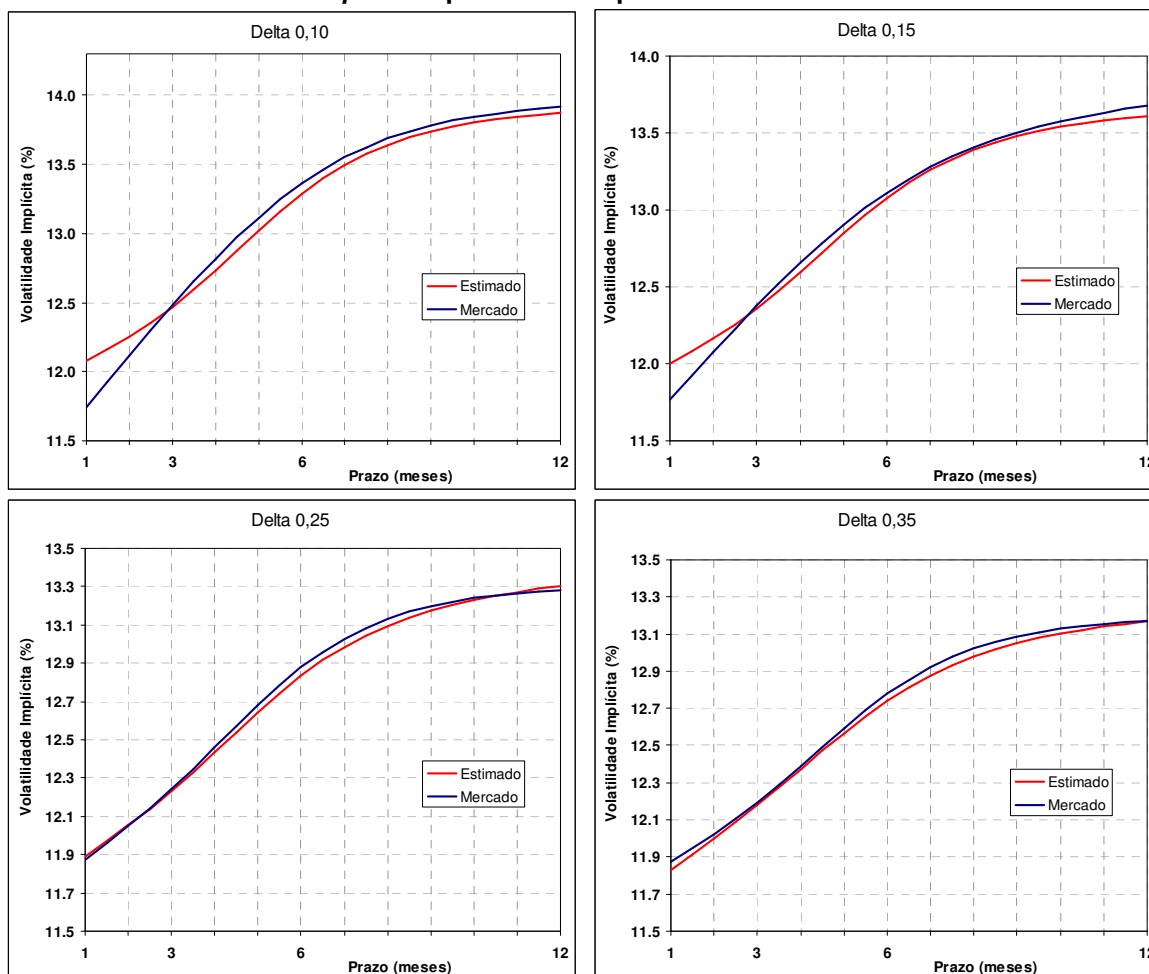 Delta 0,10
14.0
13.5
13.0
12.5
12.0
11.5
1 3 6 12
Prazo (meses)
Volatilidade Implícita (%)
Estimado
Mercado
Delta 0,15
14.0
13.5
13.0
12.5
12.0
11.5
1 3 6 12
Prazo (meses)
Volatilidade Implícita (%)
Estimado
Mercado
Delta 0,25
13.5
13.3
13.1
12.9
12.7
12.5
12.3
12.1
11.9
11.7
11.5
1 3 6 12
Prazo (meses)
Volatilidade Implícita (%)
Estimado
Mercado
Delta 0,35
13.5
13.3
13.1
12.9
12.7
12.5
12.3
12.1
11.9
11.7
11.5
1 3 6 12
Prazo (meses)
Volatilidade Implícita (%)
Estimado
Mercado